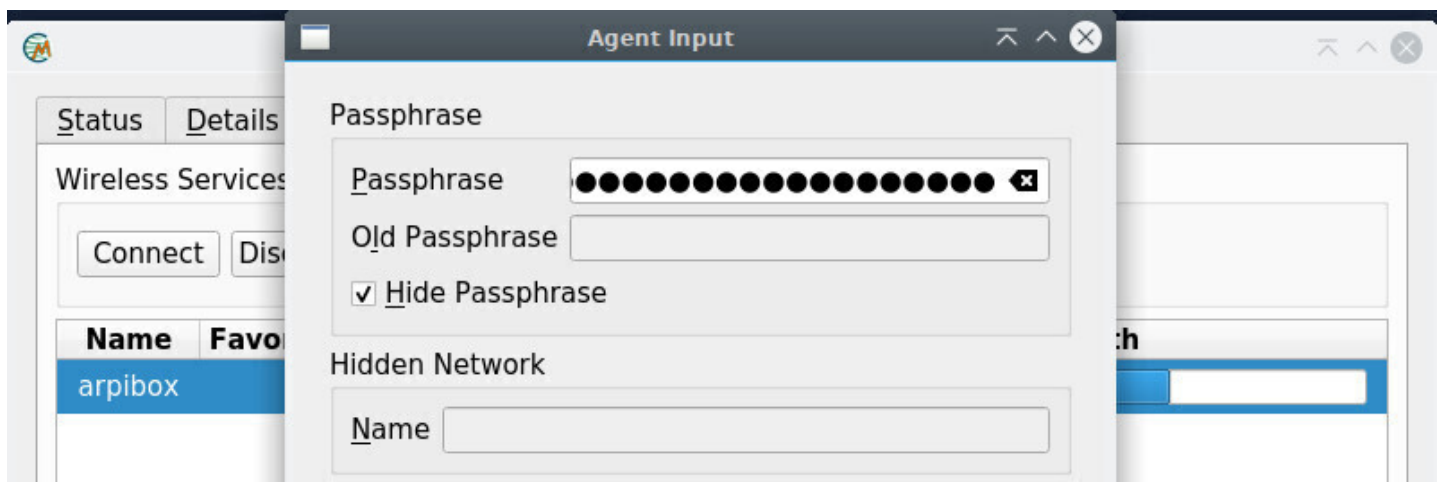 Agent Input
Status Details
Passphrase
Wireless Services
Passphrase
Connect
Old Passphrase
Hide Passphrase
Name
Hidden Network
arpibox
Name